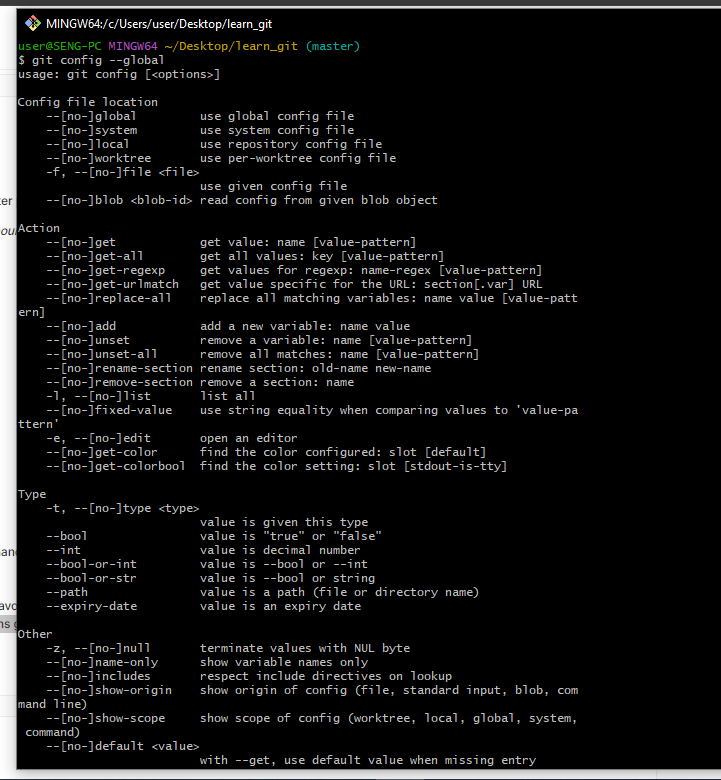 MINGW64:/c/Users/user/Desktop/learn_git
user@SENG-PC MINGW64 ~/Desktop/learn_git (master)
$ git config --global
usage: git config [<options>]
Config file location
--[no-]global use global config file
--[no-]system use system config file
--[no-]local use repository config file
--[no-]worktree use per-worktree config file
-f, --[no-]file <file>
use given config file
--[no-]blob <blob-id> read config from given blob object
Action
--[no-]get get value: name [value-pattern]
--[no-]get-all get all values: key [value-pattern]
--[no-]get-regexp get values for regexp: name-regex [value-pattern]
--[no-]get-urlmatch get value specific for the URL: section[.var] URL
--[no-]replace-all replace all matching variables: name value [value-patt
ern]
--[no-]add add a new variable: name value
--[no-]unset remove a variable: name [value-pattern]
--[no-]unset-all remove all matches: name [value-pattern]
--[no-]rename-section rename section: old-name new-name
--[no-]remove-section remove a section: name
-l, --[no-]list list all
--[no-]fixed-value use string equality when comparing values to 'value-pa
ttern'
-e, --[no-]edit open an editor
--[no-]get-color find the color configured: slot [default]
--[no-]get-colorbool find the color setting: slot [stdout-is-tty]
Type
-t, --[no-]type <type>
value is given this type
--bool value is "true" or "false"
--int value is decimal number
--bool-or-int value is --bool or --int
--bool-or-str value is --bool or string
--path value is a path (file or directory name)
--expiry-date value is an expiry date
Other
-z, --[no-]null terminate values with NUL byte
--[no-]name-only show variable names only
--[no-]includes respect include directives on lookup
--[no-]show-origin show origin of config (file, standard input, blob, com
mand line)
--[no-]show-scope show scope of config (worktree, local, global, system,
command)
--[no-]default <value>
with --get, use default value when missing entry